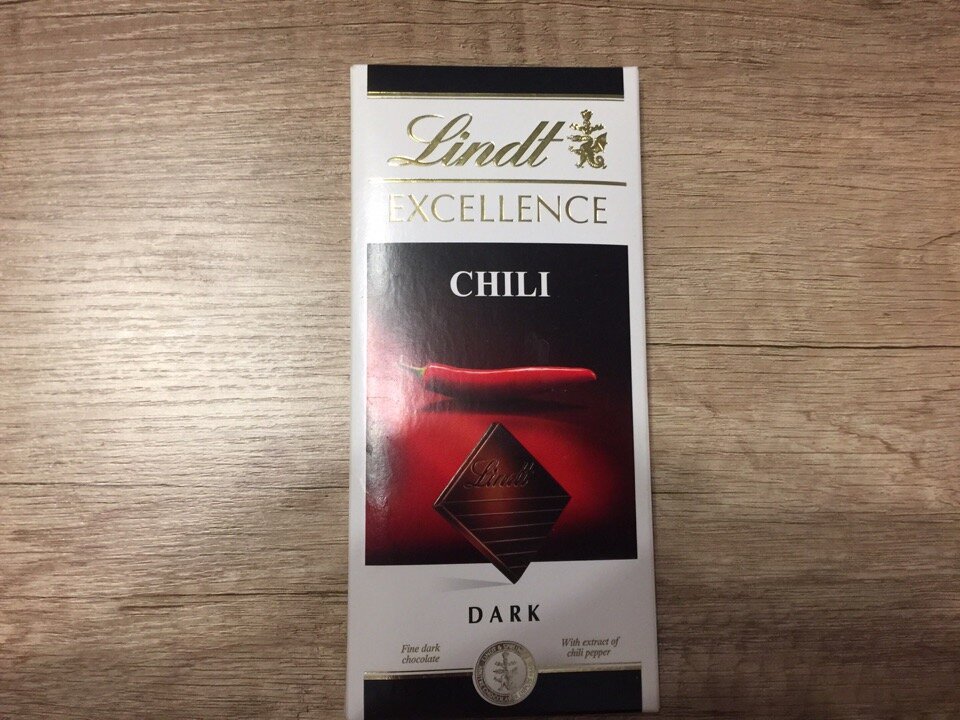 Lindt
EXCELLENCE
CHILI
Lindt
DARK
Fine dark
chocolate
With extract of
chili pepper